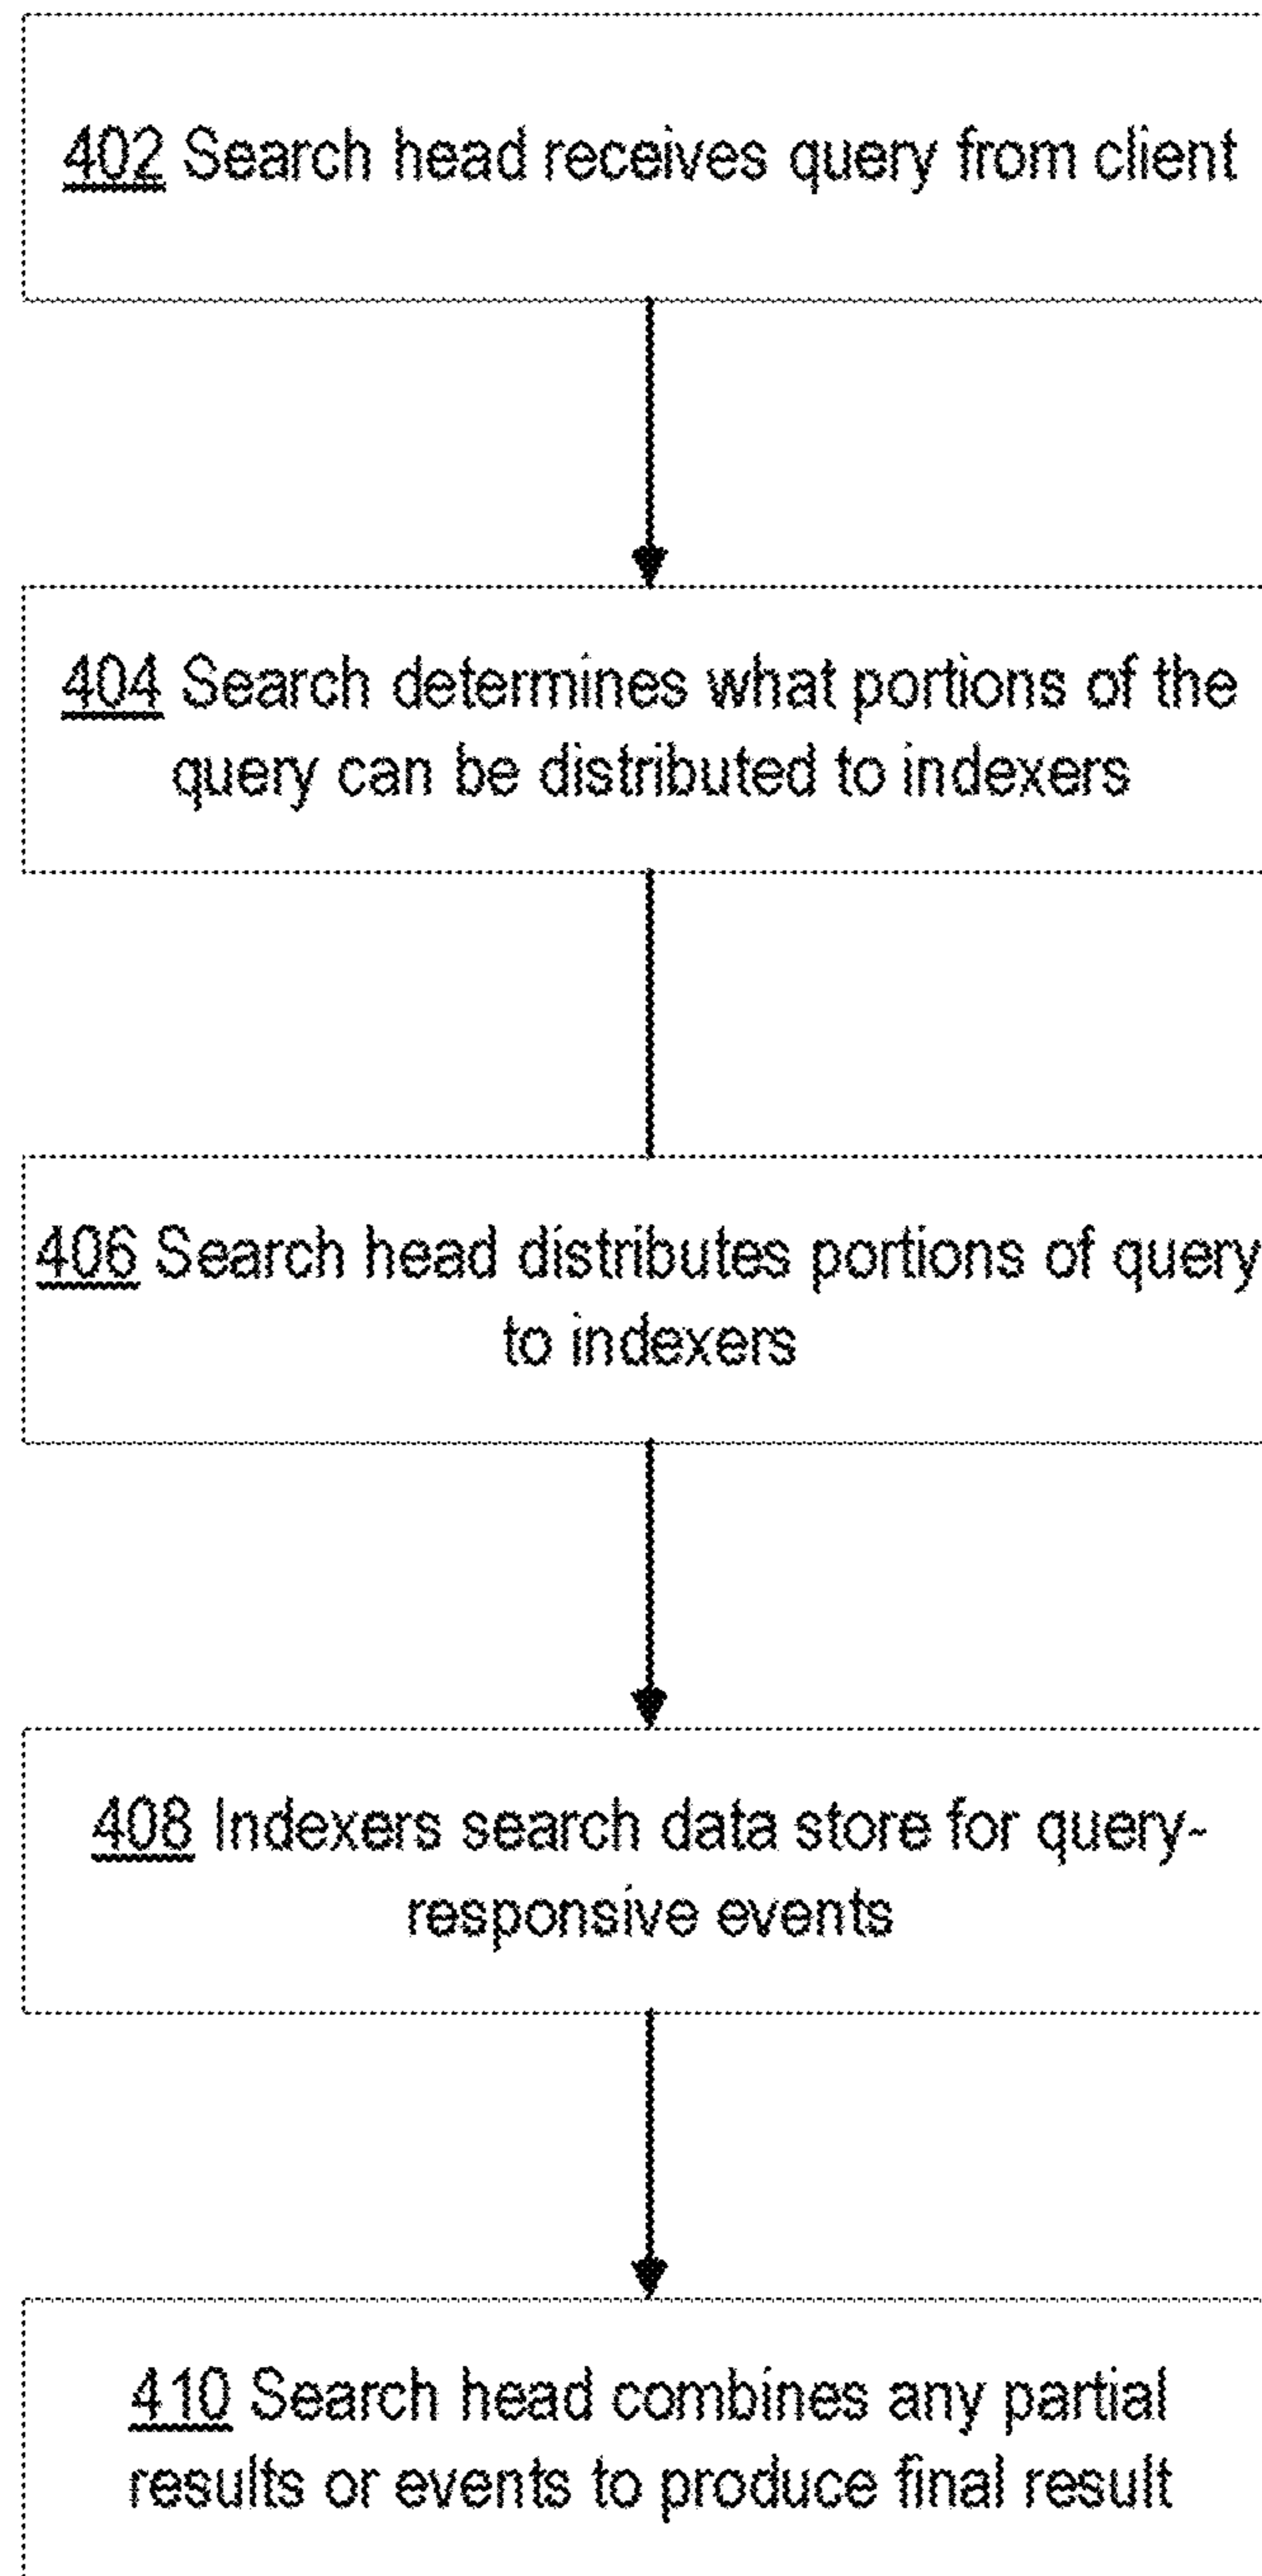 402 Search head receives query from client
404 Search determines what portions of the
query can be distributed to indexers
406 Search head distributes portions of query
to indexers
408 Indexers search data store for query-
responsive events
410 Search head combines any partial
results or events to produce final result